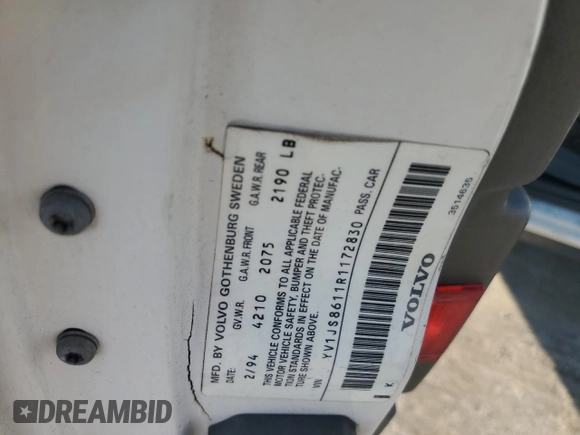 MFD. BY VOLVO GOTHENBURG SWEDEN
DATE: G.V.W.R. G.A.W.R. FRONT G.A.W.R. REAR
2/94 4210 2075 2190 LB
THIS VEHICLE CONFORMS TO ALL APPLICABLE FEDERAL
MOTOR VEHICLE SAFETY, BUMPER AND THEFT PROTEC-
TION STANDARDS IN EFFECT ON THE DATE OF MANUFAC-
TURE SHOWN ABOVE.
VIN: YV1JS8611R1172830 PASS. CAR
K
VOLVO
3514635
DREAMBID